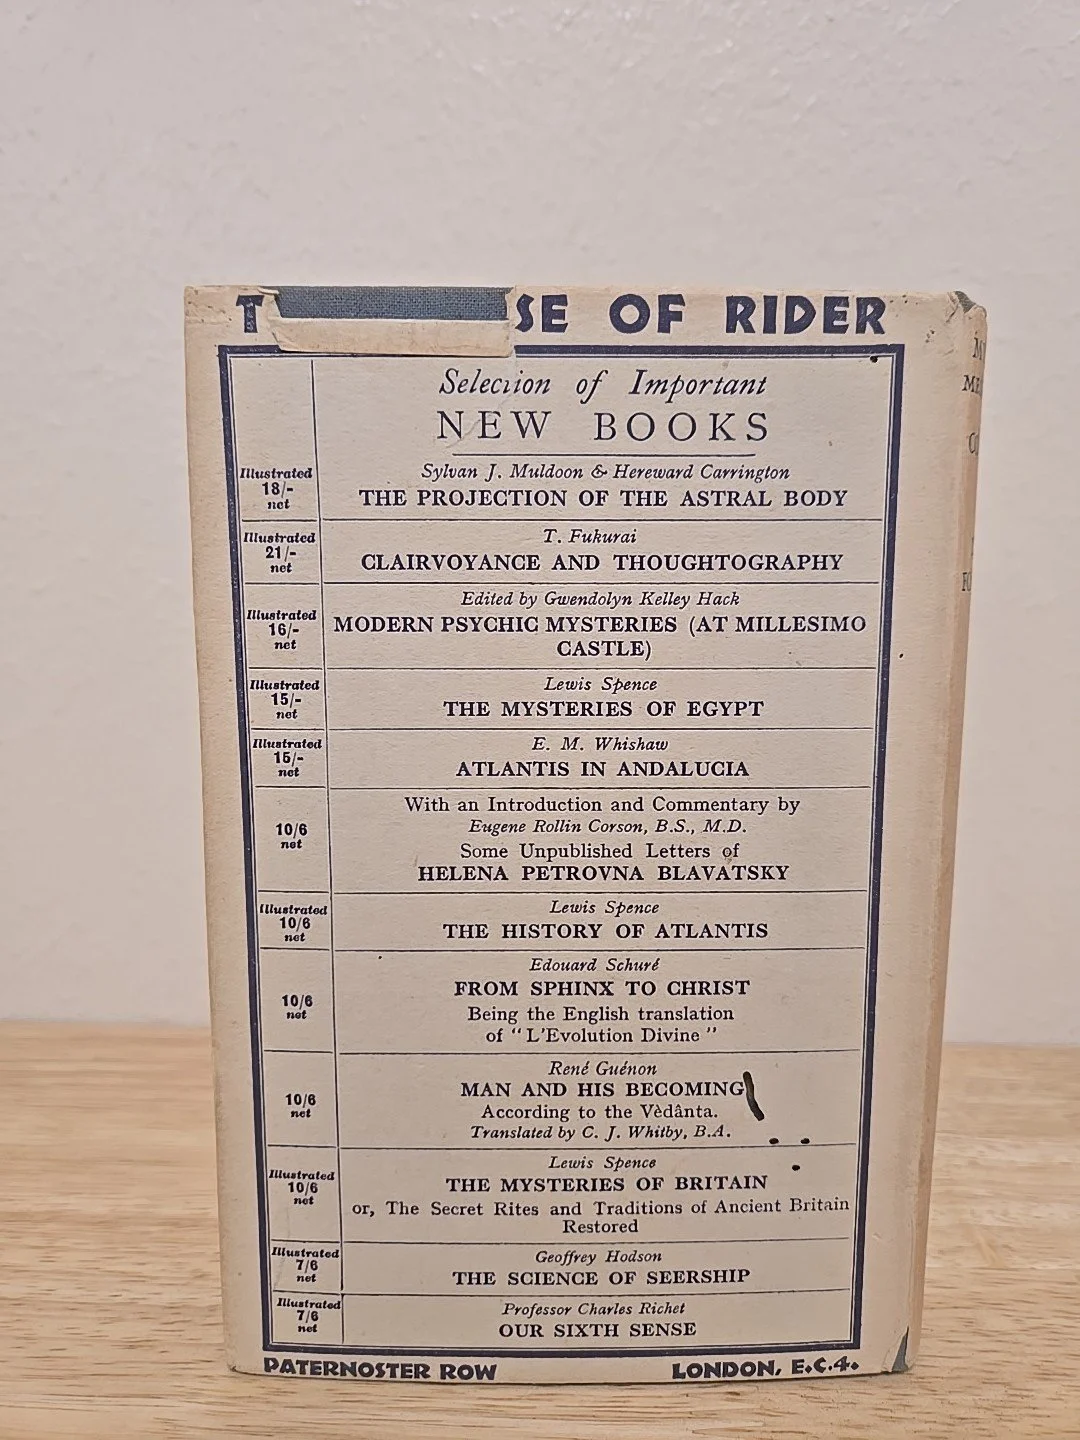 SE OF RIDER
Selection of Important
NEW BOOKS
Illustrated
18/-
net
Sylvan J. Muldoon & Hereward Carrington
THE PROJECTION OF THE ASTRAL BODY
Illustrated
21/-
net
T. Fukurai
CLAIRVOYANCE AND THOUGHTOGRAPHY
Illustrated
16/-
net
Edited by Gwendolyn Kelley Hack
MODERN PSYCHIC MYSTERIES (AT MILLESIMO
CASTLE)
Illustrated
15/-
net
Lewis Spence
THE MYSTERIES OF EGYPT
Illustrated
15/-
net
E. M. Whishaw
ATLANTIS IN ANDALUCIA
10/6
net
With an Introduction and Commentary by
Eugene Rollin Corson, B.S., M.D.
Some Unpublished Letters of
HELENA PETROVNA BLAVATSKY
Illustrated
10/6
net
Lewis Spence
THE HISTORY OF ATLANTIS
10/6
net
Edouard Schuré
FROM SPHINX TO CHRIST
Being the English translation
of "L'Evolution Divine"
10/6
net
René Guénon
MAN AND HIS BECOMING
According to the Vèdânta.
Translated by C. J. Whitby, B.A.
Illustrated
10/6
net
Lewis Spence
THE MYSTERIES OF BRITAIN
or, The Secret Rites and Traditions of Ancient Britain
Restored
Illustrated
7/6
net
Geoffrey Hodson
THE SCIENCE OF SEERSHIP
Illustrated
7/6
net
Professor Charles Richet
OUR SIXTH SENSE
PATERNOSTER ROW LONDON, E.C.4.